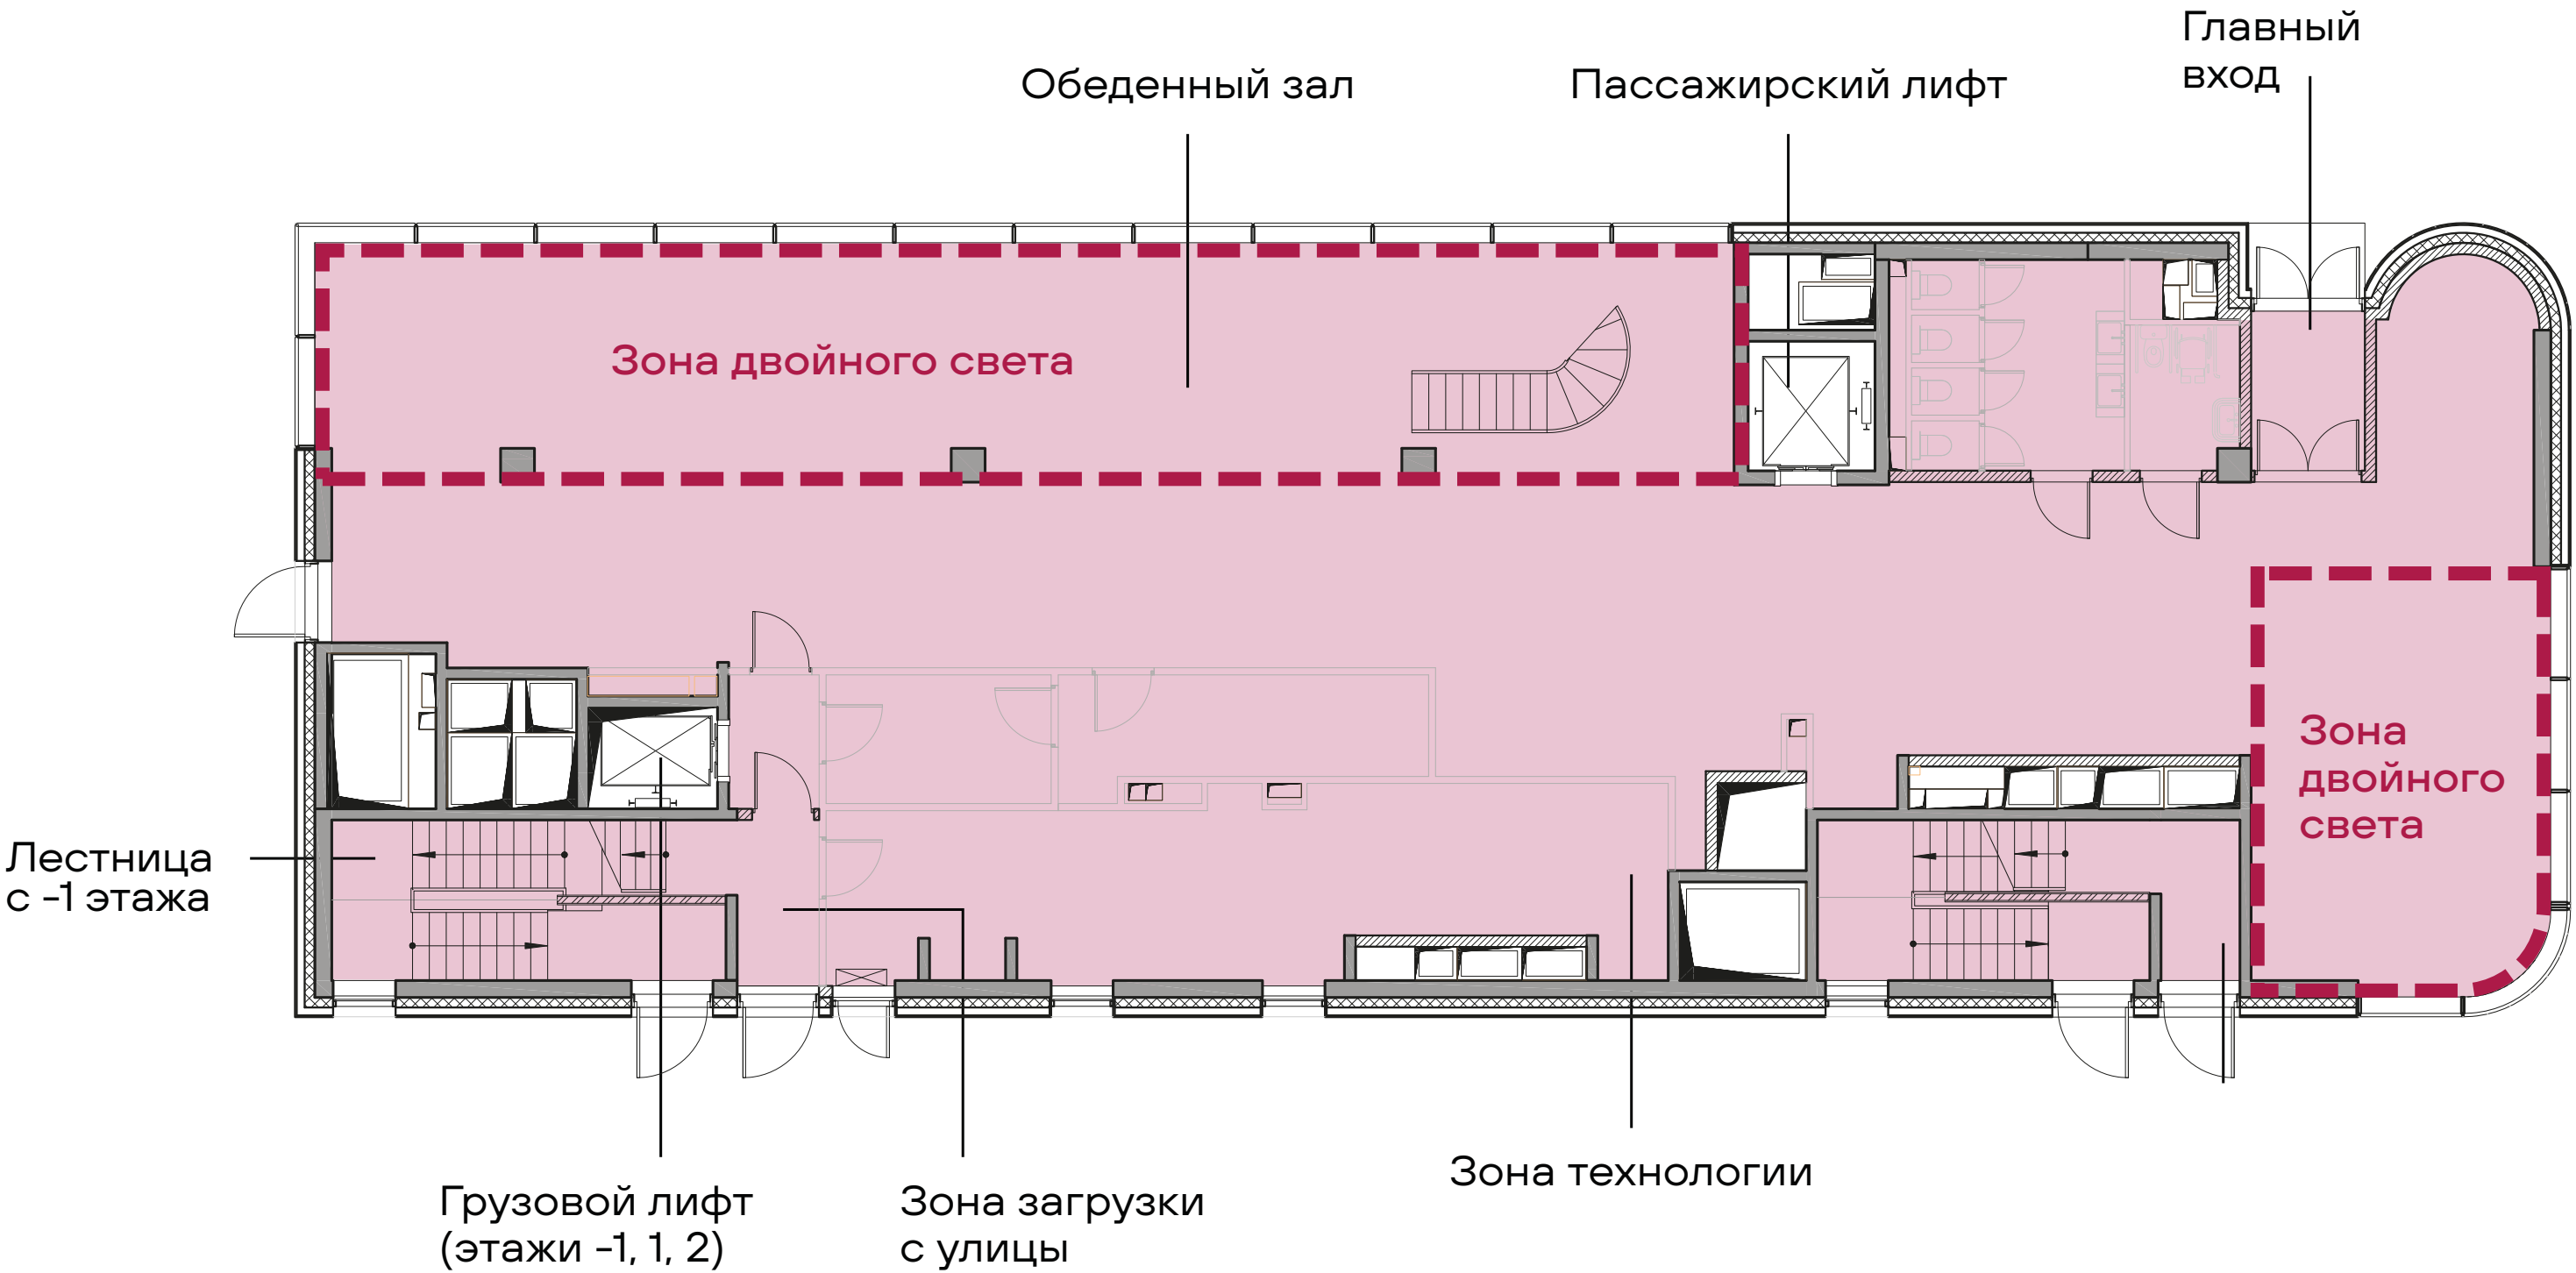 Главный
вход
Обеденный зал
Пассажирский лифт
Зона двойного света
Зона
двойного
света
Лестница
с -1 этажа
Зона технологии
Грузовой лифт
(этажи -1, 1, 2)
Зона загрузки
с улицы